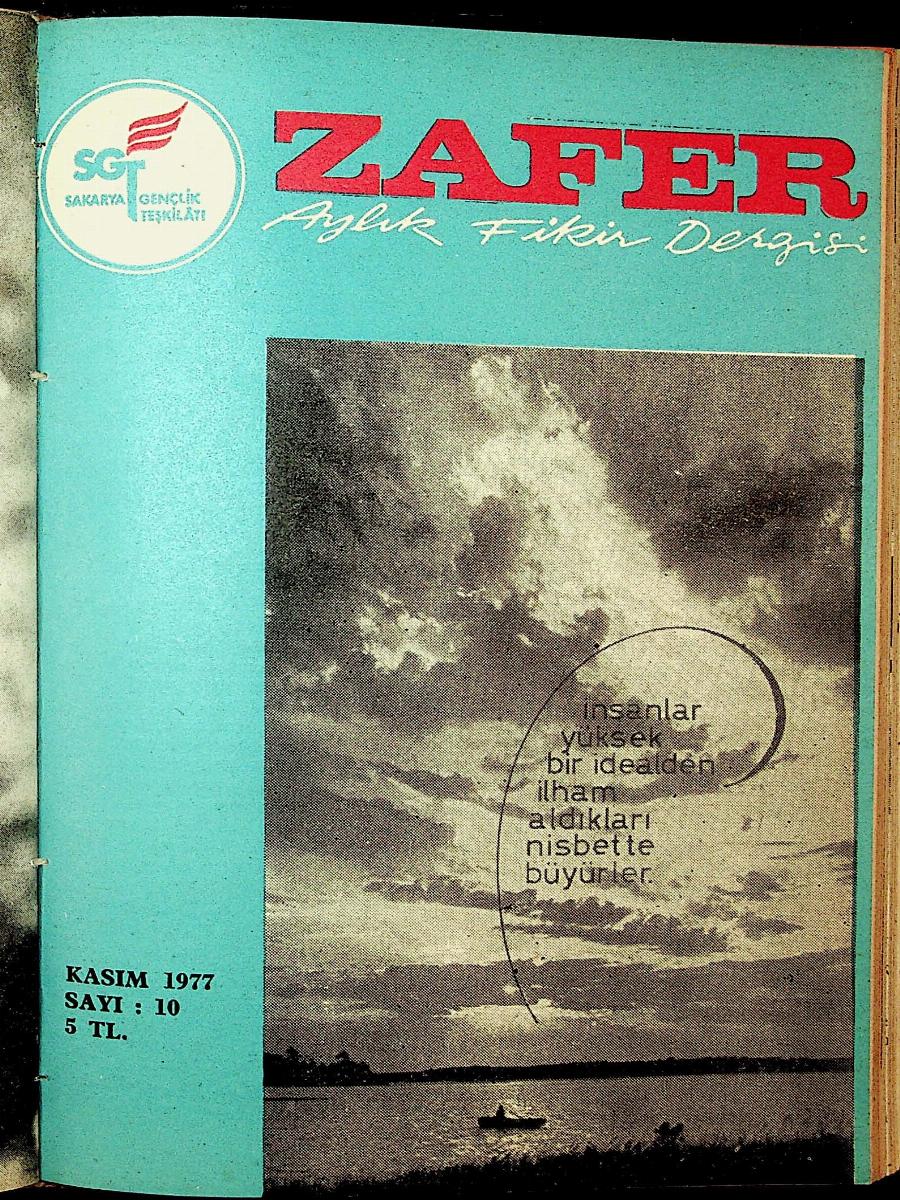 SGT
SAKARYA GENÇLİK
TEŞKİLÂTI
ZAFER
Aylık Fikir Dergisi
insanlar
yüksek
bir idealden
ilham
aldıkları
nisbette
büyürler.
KASIM 1977
SAYI : 10
5 TL.